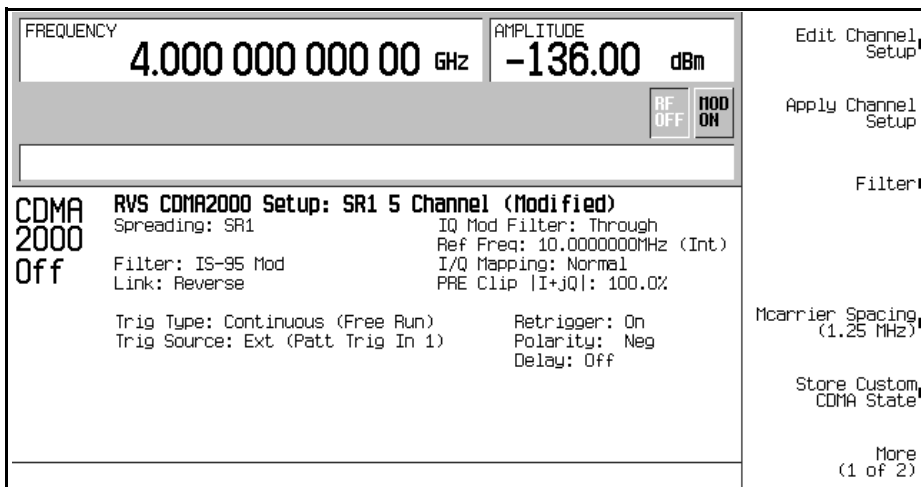 FREQUENCY
4.000 000 000 00 GHz
AMPLITUDE
-136.00 dBm
RF OFF
MOD ON
CDMA 2000 Off
RVS CDMA2000 Setup: SR1 5 Channel (Modified)
Spreading: SR1
IQ Mod Filter: Through
Ref Freq: 10.0000000MHz (Int)
Filter: IS-95 Mod
I/Q Mapping: Normal
Link: Reverse
PRE Clip |I+jQ|: 100.0%
Trig Type: Continuous (Free Run)
Retrigger: On
Trig Source: Ext (Patt Trig In 1)
Polarity: Neg
Delay: Off
Edit Channel
Setup
Apply Channel
Setup
Filter
Mcarrier Spacing
(1.25 MHz)
Store Custom
CDMA State
More
(1 of 2)